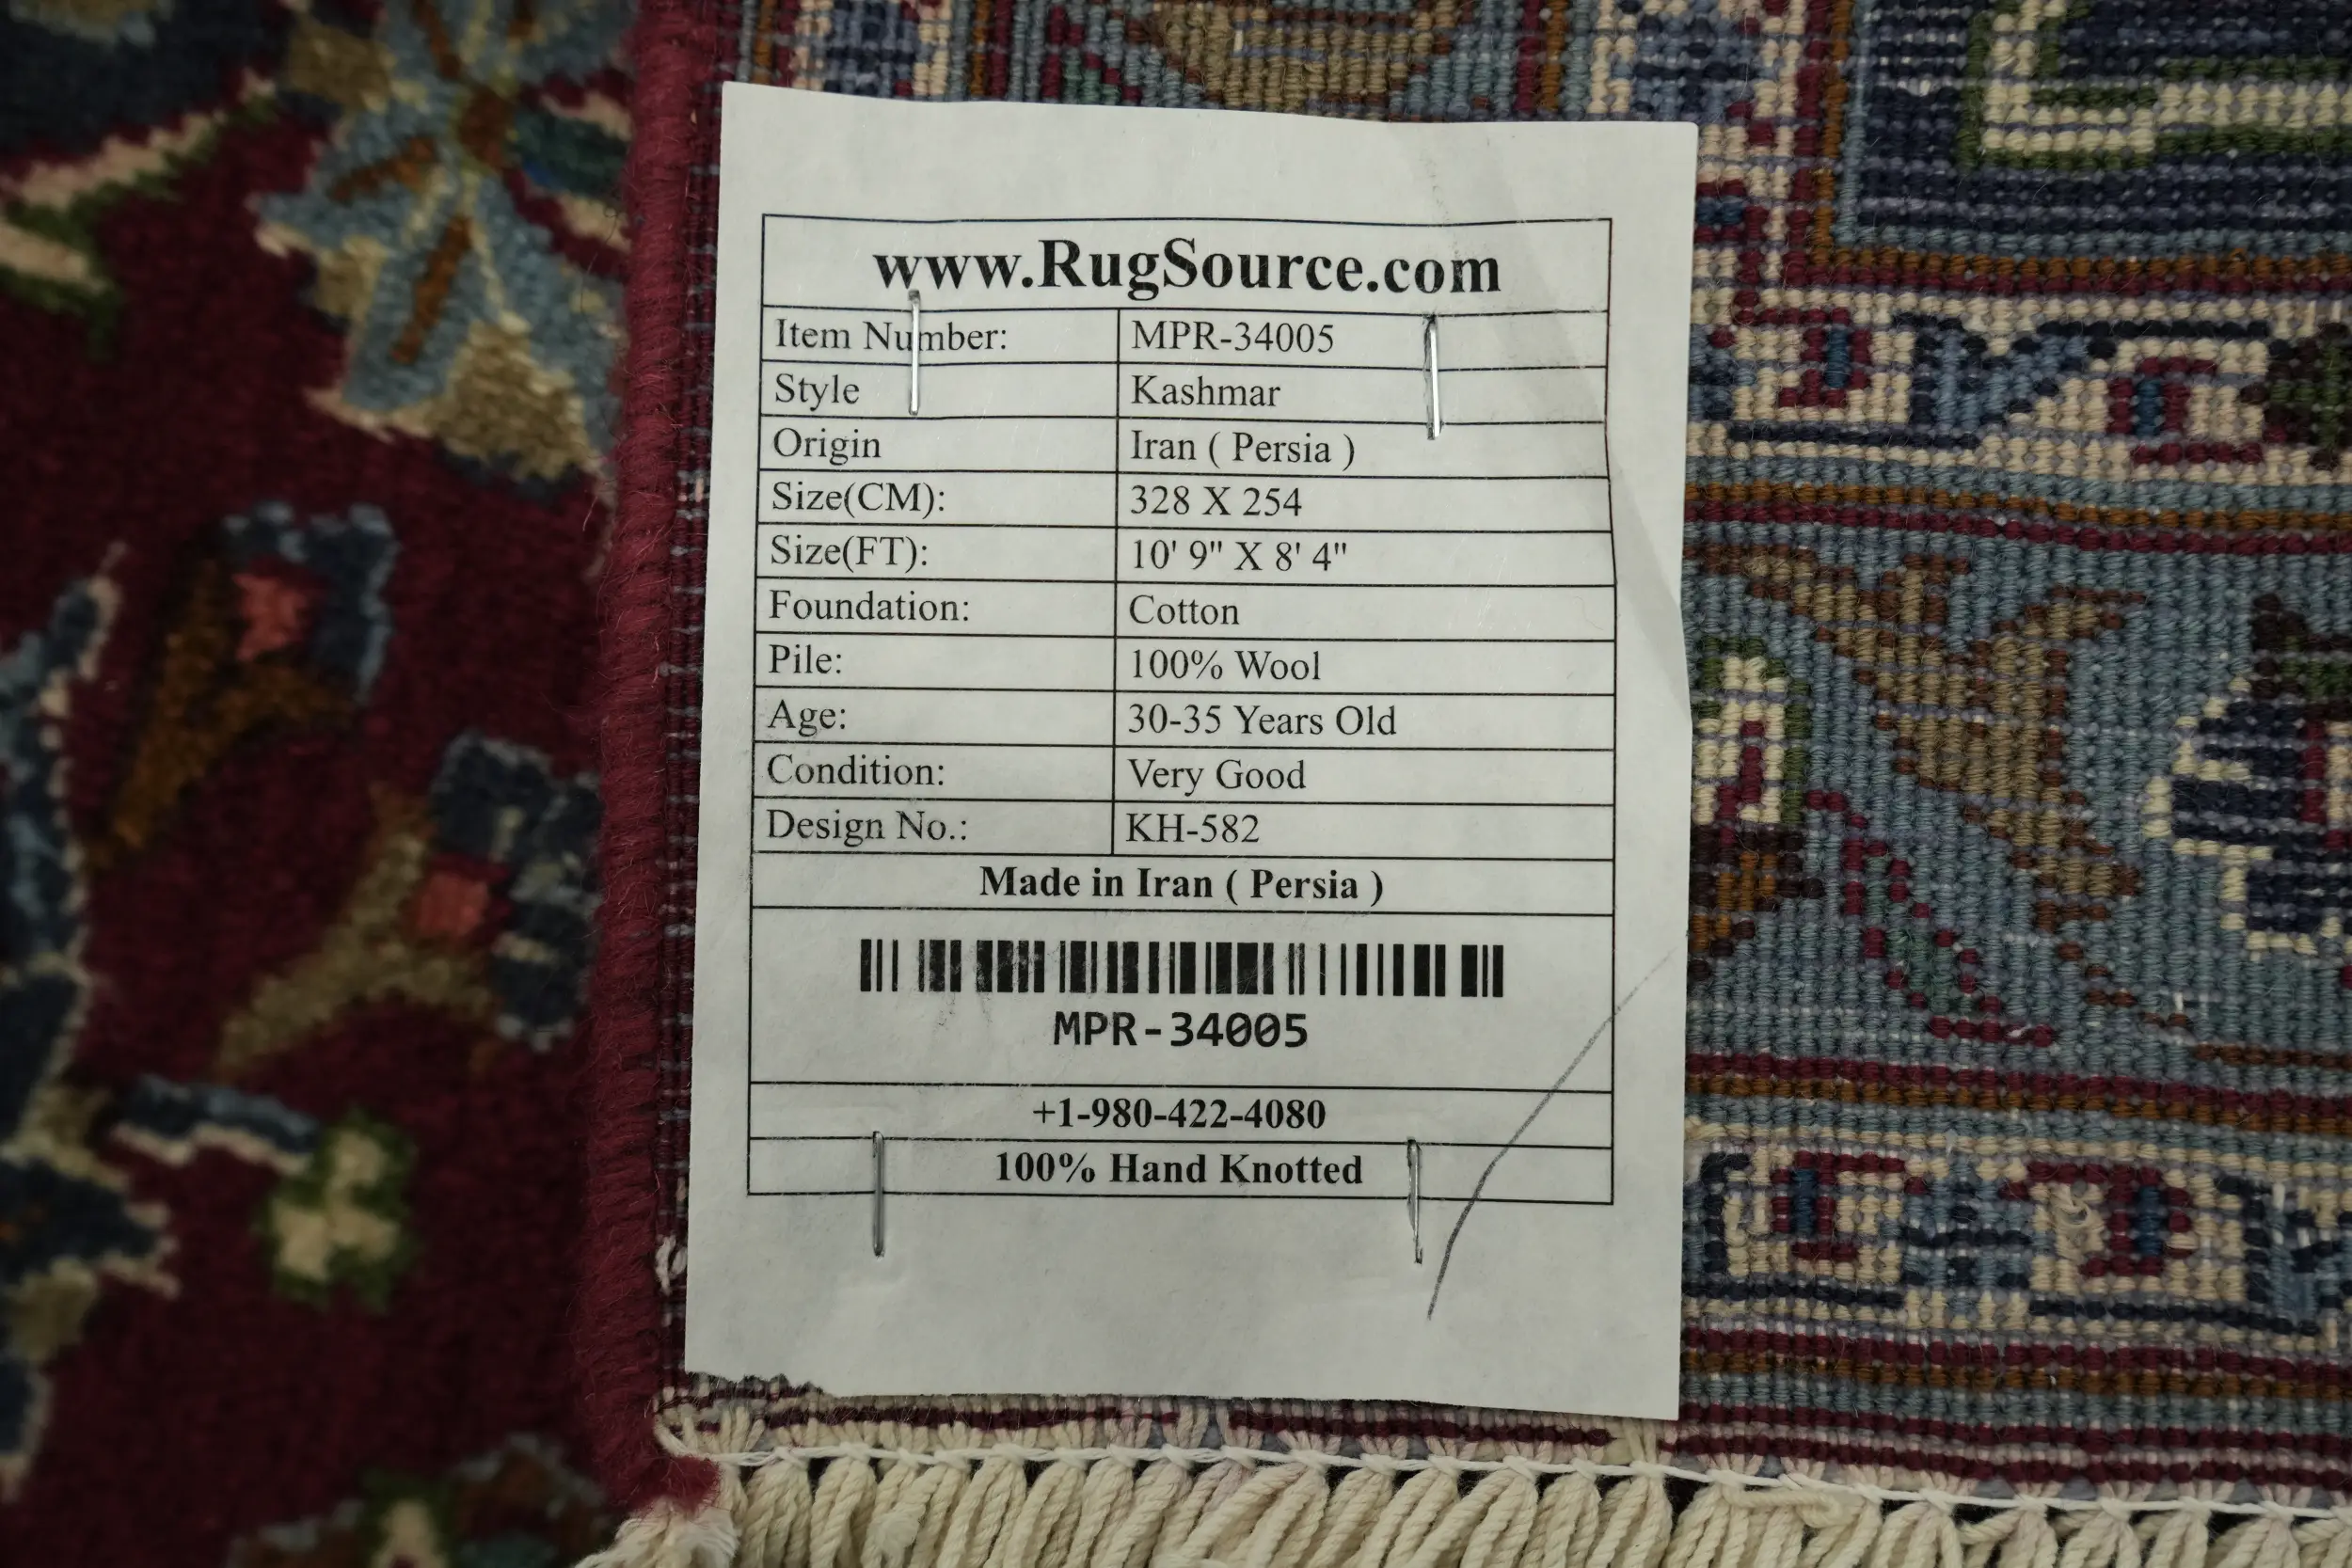 www.RugSource.com
Item Number: MPR-34005
Style Kashmar
Origin Iran ( Persia )
Size(CM): 328 X 254
Size(FT): 10' 9" X 8' 4"
Foundation: Cotton
Pile: 100% Wool
Age: 30-35 Years Old
Condition: Very Good
Design No.: KH-582
Made in Iran ( Persia )
MPR-34005
+1-980-422-4080
100% Hand Knotted